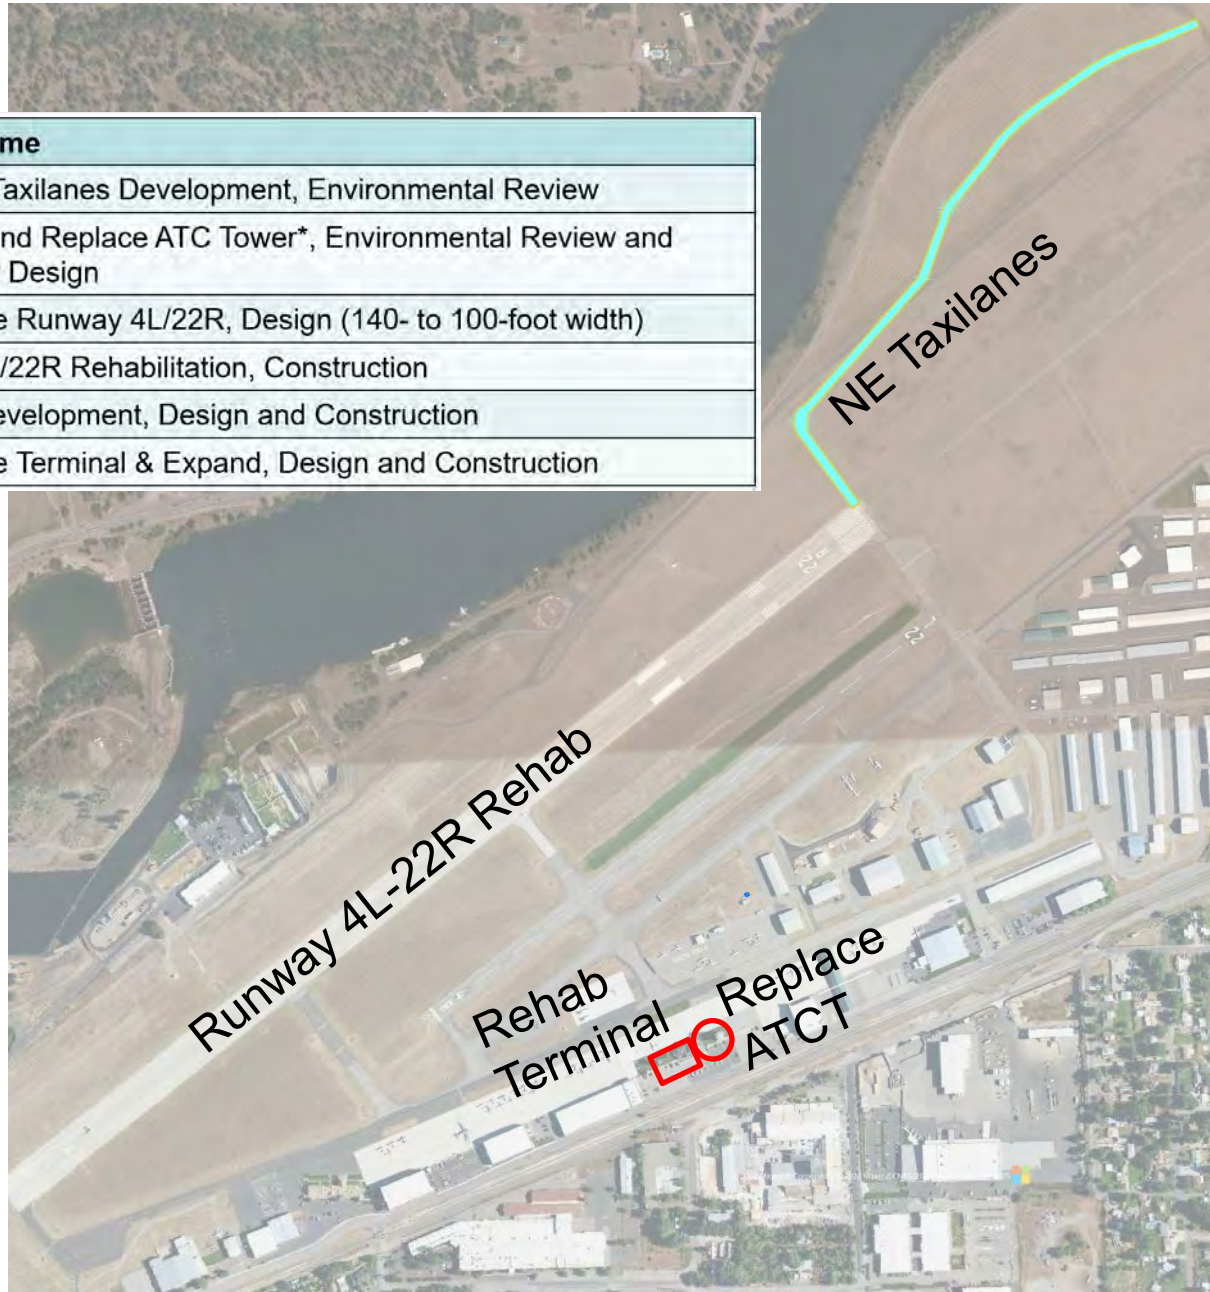 me
Taxilanes Development, Environmental Review
nd Replace ATC Tower*, Environmental Review and
Design
e Runway 4L/22R, Design (140- to 100-foot width)
/22R Rehabilitation, Construction
evelopment, Design and Construction
e Terminal & Expand, Design and Construction
NE Taxilanes
22
R
22
Runway 4L-22R Rehab
Rehab
Terminal
Replace
ATCT